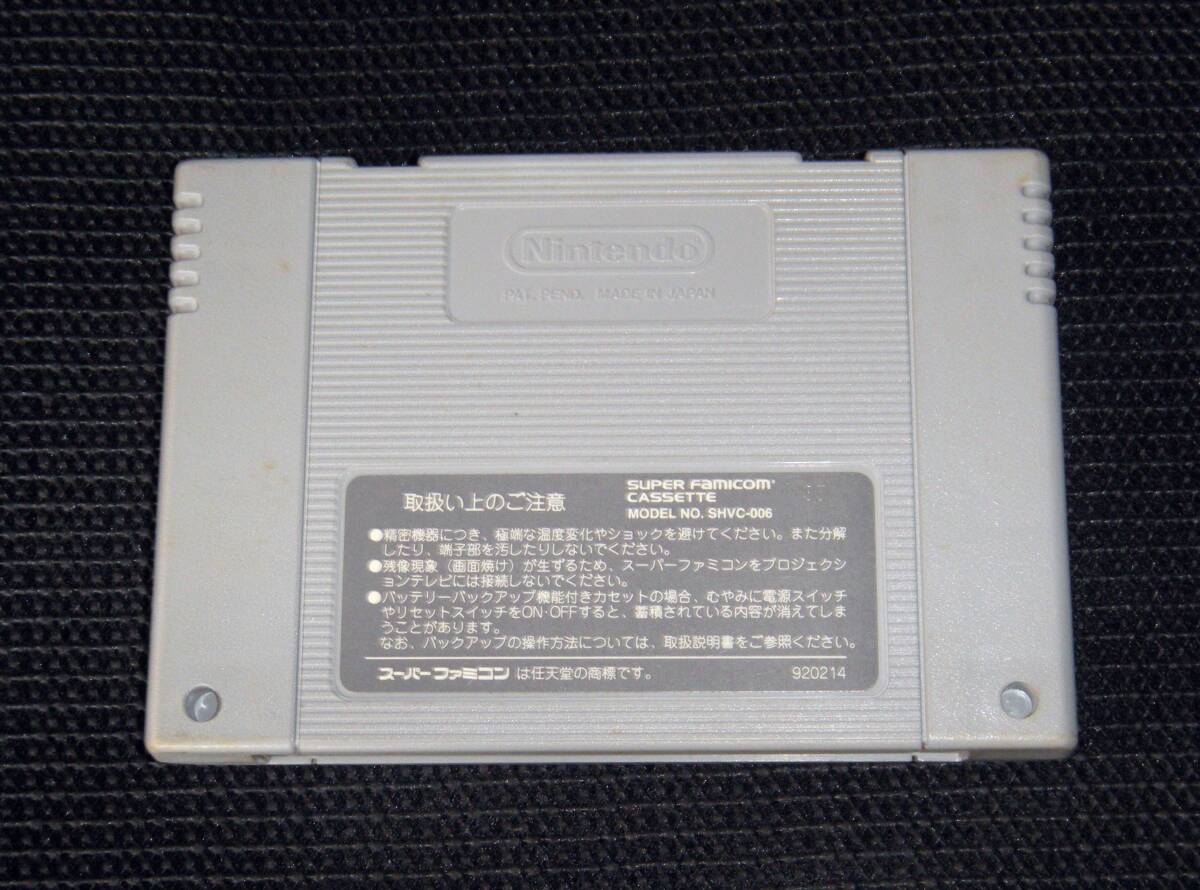 Nintendo
PAT. PEND. MADE IN JAPAN
取扱い上のご注意
SUPER FAMICOM
CASSETTE
MODEL NO. SHVC-006
●精密機器につき、極端な温度変化やショックを避けてください。また分解
したり、端子部を汚したりしないでください。
●残像現象（画面焼け）が生ずるため、スーパーファミコンをプロジェクシ
ョンテレビには接続しないでください。
●バッテリーバックアップ機能付きカセットの場合、むやみに電源スイッチ
やリセットスイッチをON・OFFすると、蓄積されている内容が消えてしま
うことがあります。
なお、バックアップの操作方法については、取扱説明書をご参照ください。
スーパーファミコン は任天堂の商標です。
920214